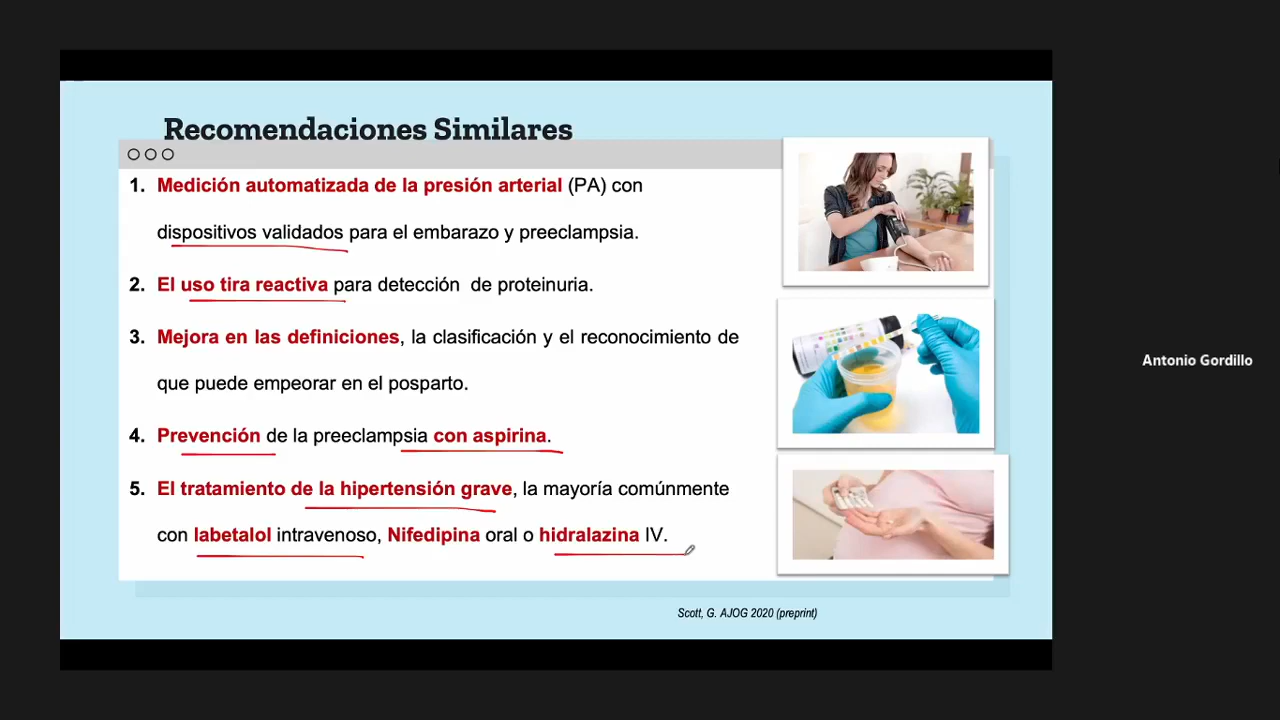 Recomendaciones Similares
1. Medición automatizada de la presión arterial (PA) con
dispositivos validados para el embarazo y preeclampsia.
2. El uso tira reactiva para detección de proteinuria.
3. Mejora en las definiciones, la clasificación y el reconocimiento de
que puede empeorar en el posparto.
4. Prevención de la preeclampsia con aspirina.
5. El tratamiento de la hipertensión grave, la mayoría comúnmente
con labetalol intravenoso, Nifedipina oral o hidralazina IV.
Scott, G. AJOG 2020 (preprint)
Antonio Gordillo